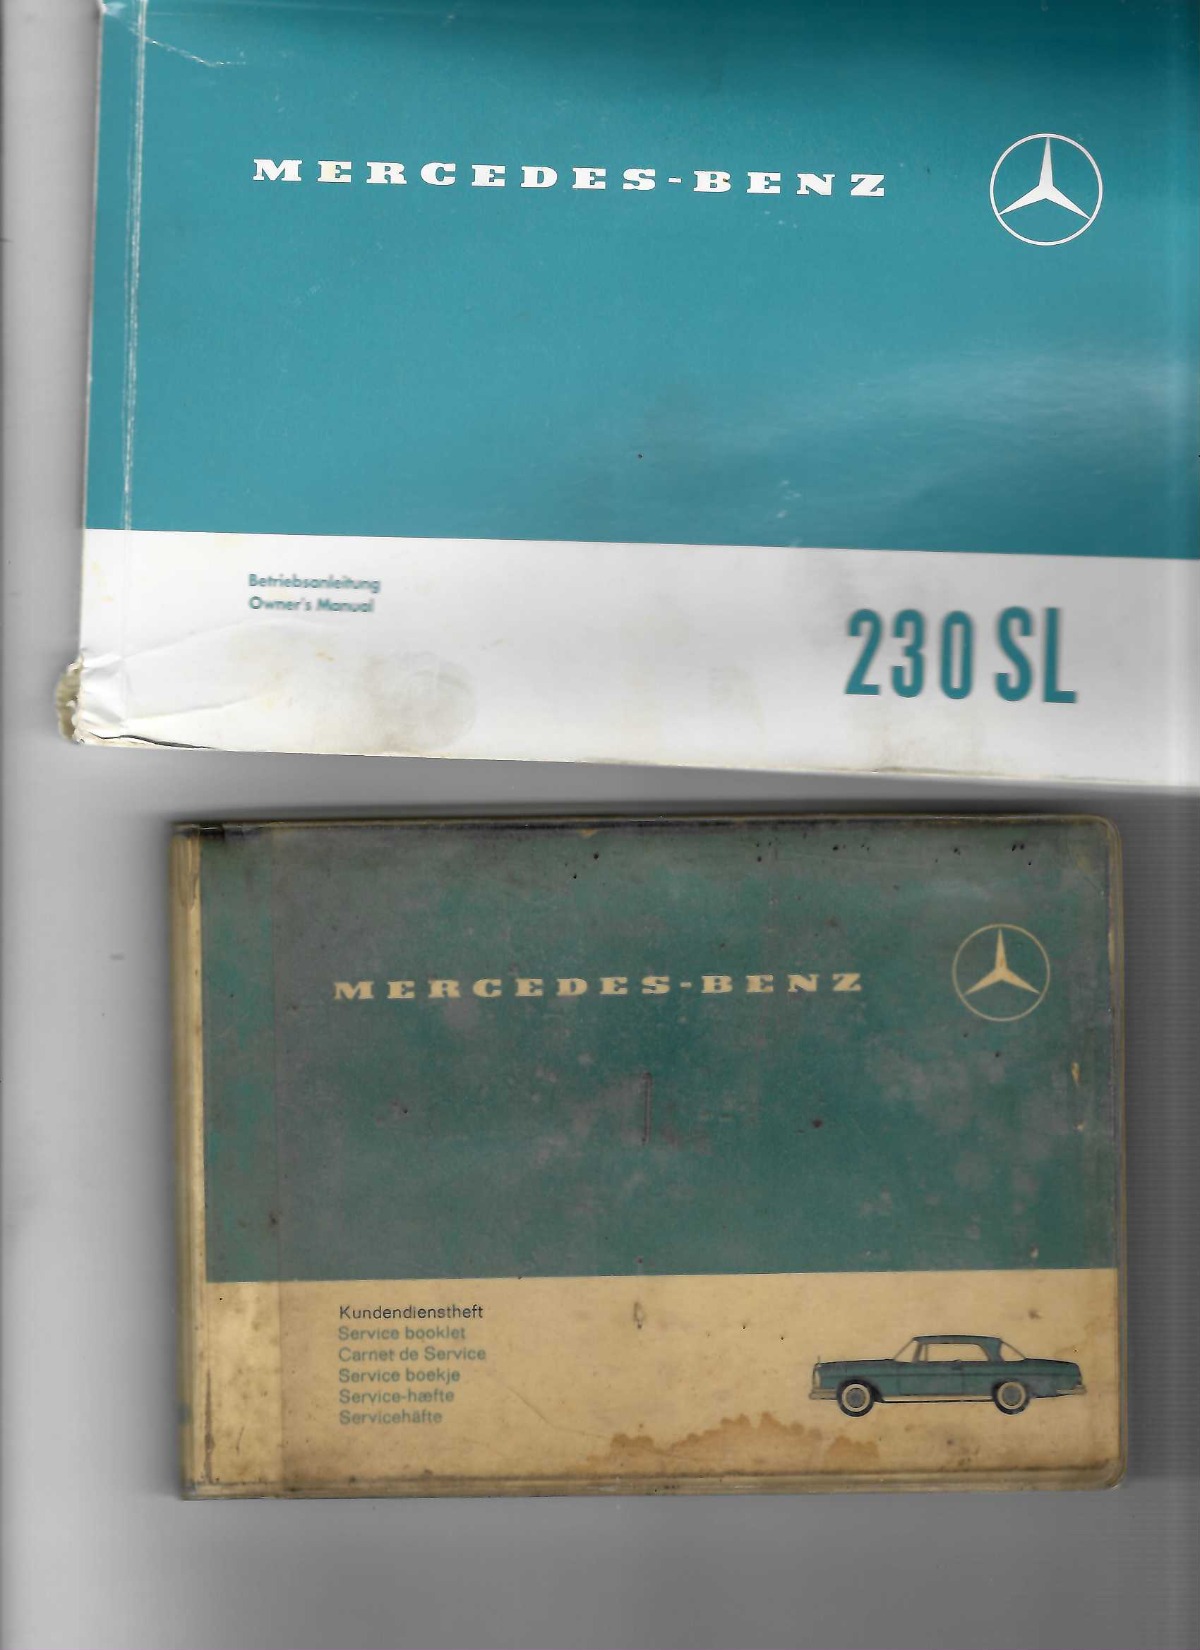 MERCEDES-BENZ
Betriebsanleitung
Owner's Manual
230 SL
MERCEDES-BENZ
Kundendienstheft
Service booklet
Carnet de Service
Service boekje
Service-hæfte
Servicehäfte